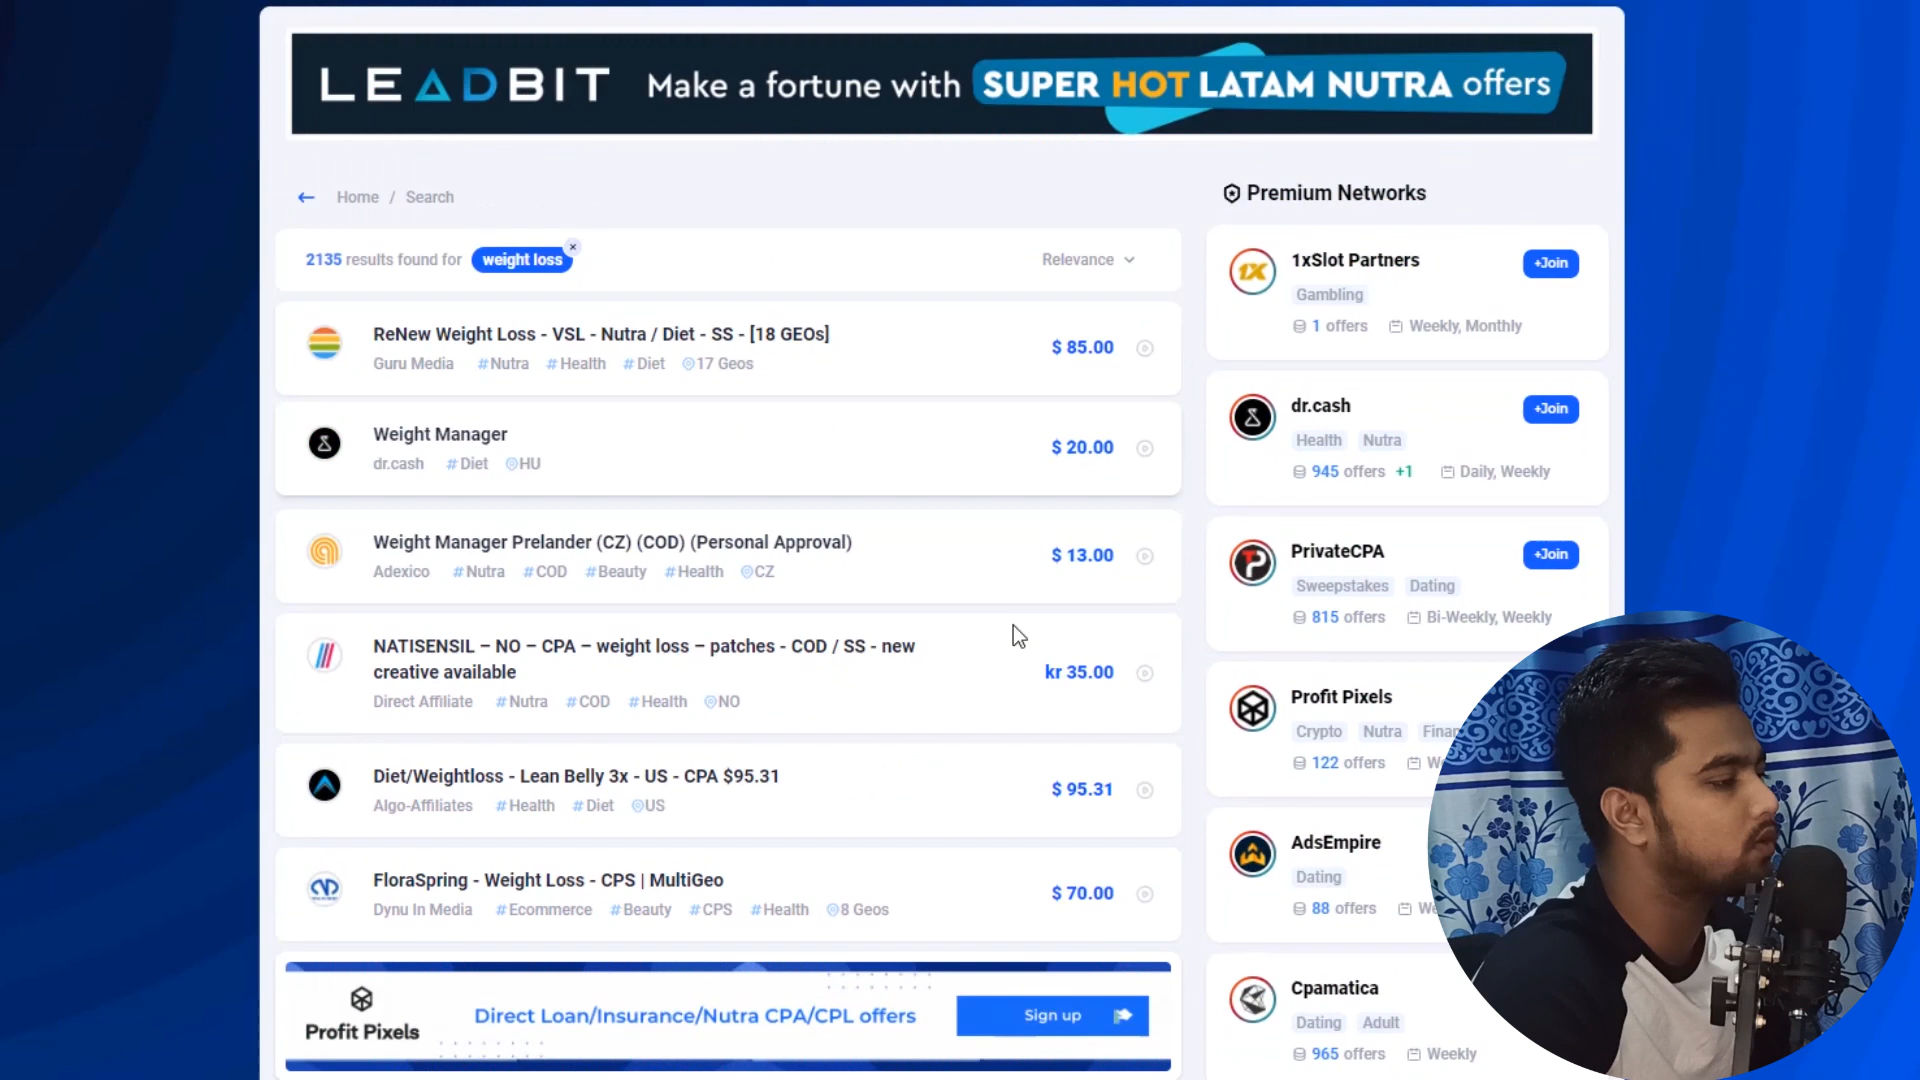 LEADBIT Make a fortune with SUPER HOT LATAM NUTRA offers
Home / Search
2135 results found for weight loss ×
Relevance
ReNew Weight Loss - VSL - Nutra / Diet - SS - [18 GEOs]
Guru Media #Nutra #Health #Diet 17 Geos
$ 85.00
Weight Manager
dr.cash #Diet HU
$ 20.00
Weight Manager Prelander (CZ) (COD) (Personal Approval)
Adexico #Nutra #COD #Beauty #Health CZ
$ 13.00
NATISENSIL – NO – CPA – weight loss – patches - COD / SS - new
creative available
Direct Affiliate #Nutra #COD #Health NO
kr 35.00
Diet/Weightloss - Lean Belly 3x - US - CPA $95.31
Algo-Affiliates #Health #Diet US
$ 95.31
FloraSpring - Weight Loss - CPS | MultiGeo
Dynu In Media #Ecommerce #Beauty #CPS #Health 8 Geos
$ 70.00
Profit Pixels
Direct Loan/Insurance/Nutra CPA/CPL offers
Sign up
Premium Networks
1X
1xSlot Partners
+Join
Gambling
1 offers Weekly, Monthly
dr.cash
+Join
Health Nutra
945 offers +1 Daily, Weekly
PrivateCPA
+Join
Sweepstakes Dating
815 offers Bi-Weekly, Weekly
Profit Pixels
Crypto Nutra
122 offers
AdsEmpire
Dating
88 offers
Cpamatica
Dating Adult
965 offers Weekly